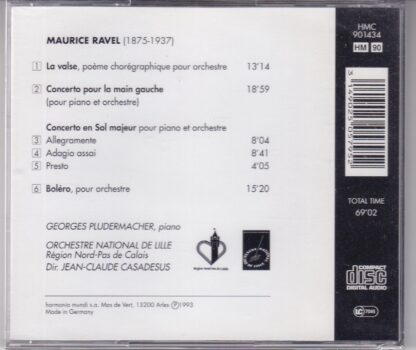 MAURICE RAVEL (1875-1937)
HMC
901434
HM 90
1 La valse, poème chorégraphique pour orchestre 13'14
2 Concerto pour la main gauche 18'59
(pour piano et orchestre)
Concerto en Sol majeur pour piano et orchestre
3 Allegramente 8'04
4 Adagio assai 8'41
5 Presto 4'05
6 Boléro, pour orchestre 15'20
TOTAL TIME
69'02
GEORGES PLUDERMACHER, piano
ORCHESTRE NATIONAL DE LILLE
Région Nord-Pas de Calais
Dir. JEAN-CLAUDE CASADESUS
COMPACT
disc
DIGITAL AUDIO
harmonia mundi s.a. Mas de Vert, 13200 Arles Ⓟ1993
Made in Germany
LC 7045